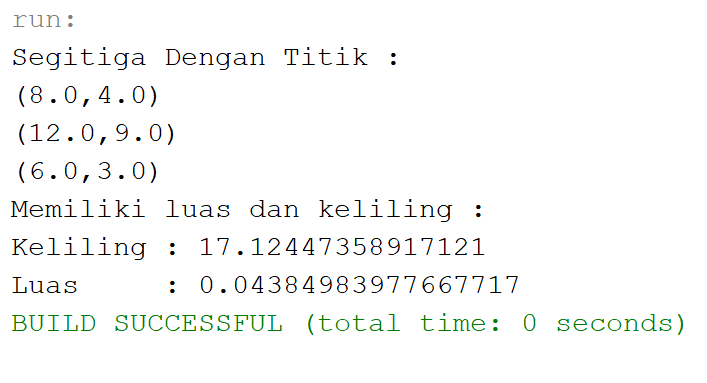 run:
Segitiga Dengan Titik :
(8.0,4.0)
(12.0,9.0)
(6.0,3.0)
Memiliki luas dan keliling :
Keliling : 17.12447358917121
Luas     : 0.04384983977667717
BUILD SUCCESSFUL (total time: 0 seconds)